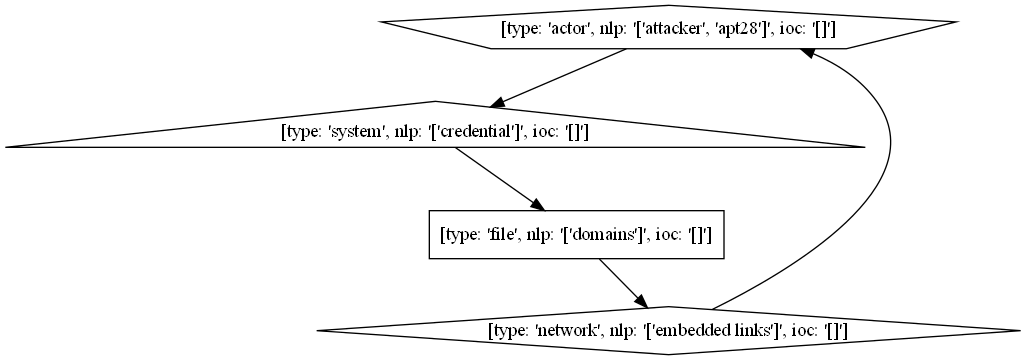 [type: 'actor', nlp: '['attacker', 'apt28']', ioc: '[]']
[type: 'system', nlp: '['credential']', ioc: '[]']
[type: 'file', nlp: '['domains']', ioc: '[]']
[type: 'network', nlp: '['embedded links']', ioc: '[]']